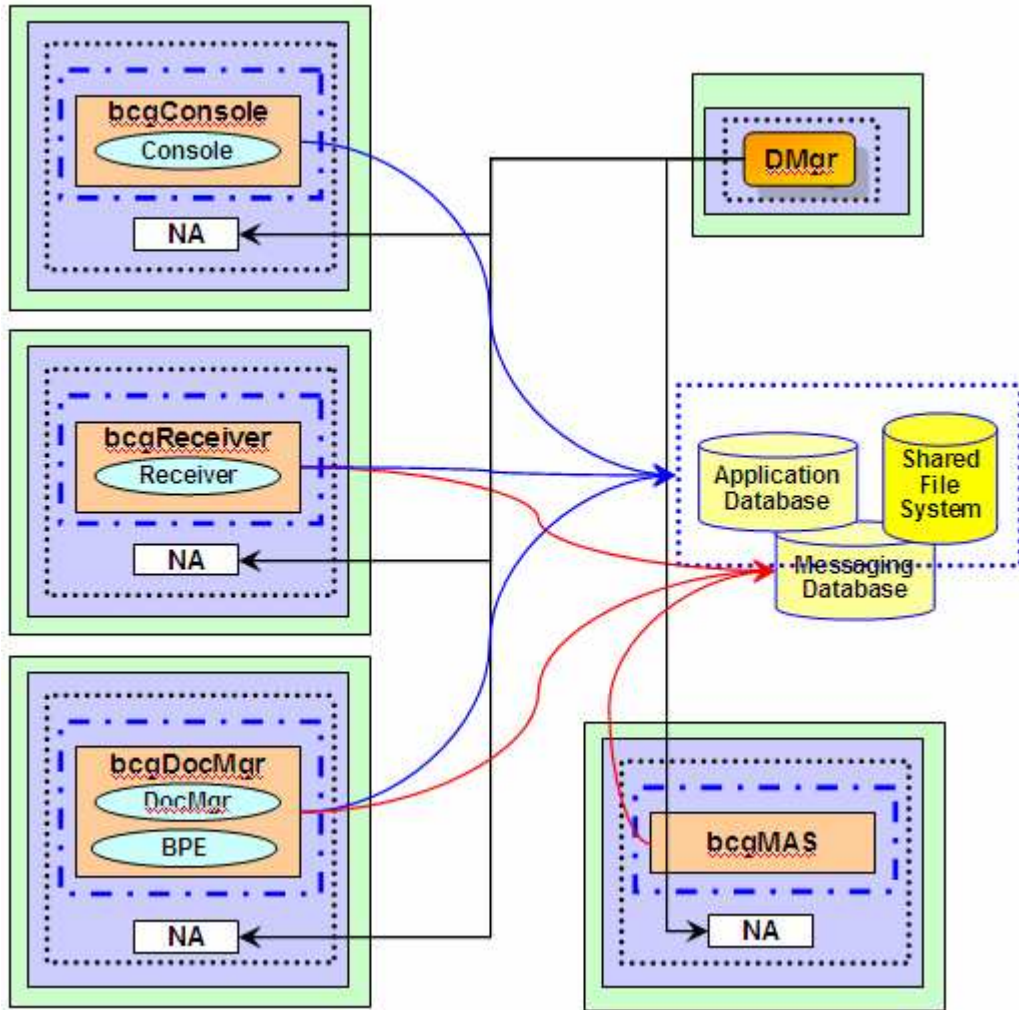 bcgConsole
Console
NA
DMgr
bcgReceiver
Receiver
NA
Application
Database
Shared
File
System
Messaging
Database
bcgDocMgr
DocMgr
BPE
NA
bcgMAS
NA